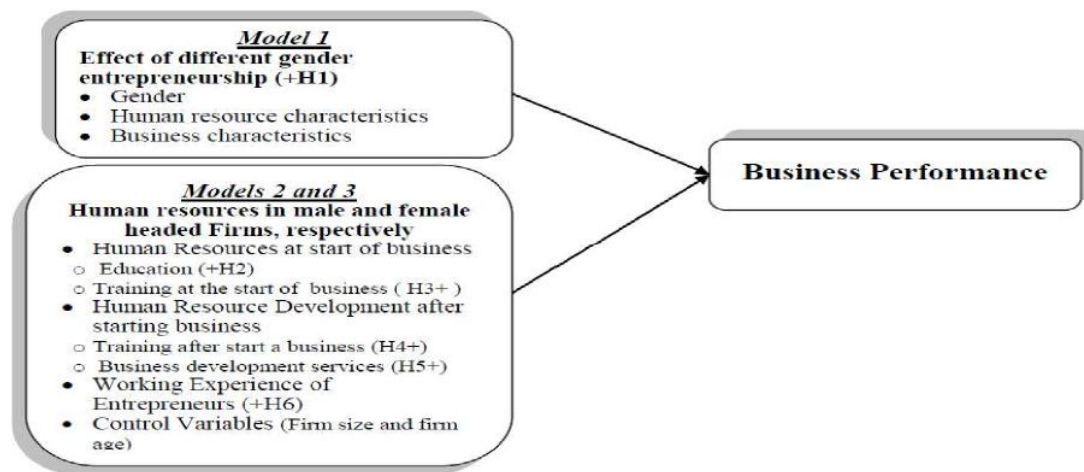 Model 1
Effect of different gender
entrepreneurship (+H1)
• Gender
• Human resource characteristics
• Business characteristics
Models 2 and 3
Human resources in male and female
headed Firms, respectively
• Human Resources at start of business
○ Education (+H2)
○ Training at the start of business ( H3+ )
• Human Resource Development after
starting business
○ Training after start a business (H4+)
○ Business development services (H5+)
• Working Experience of
Entrepreneurs (+H6)
• Control Variables (Firm size and firm
age)
Business Performance